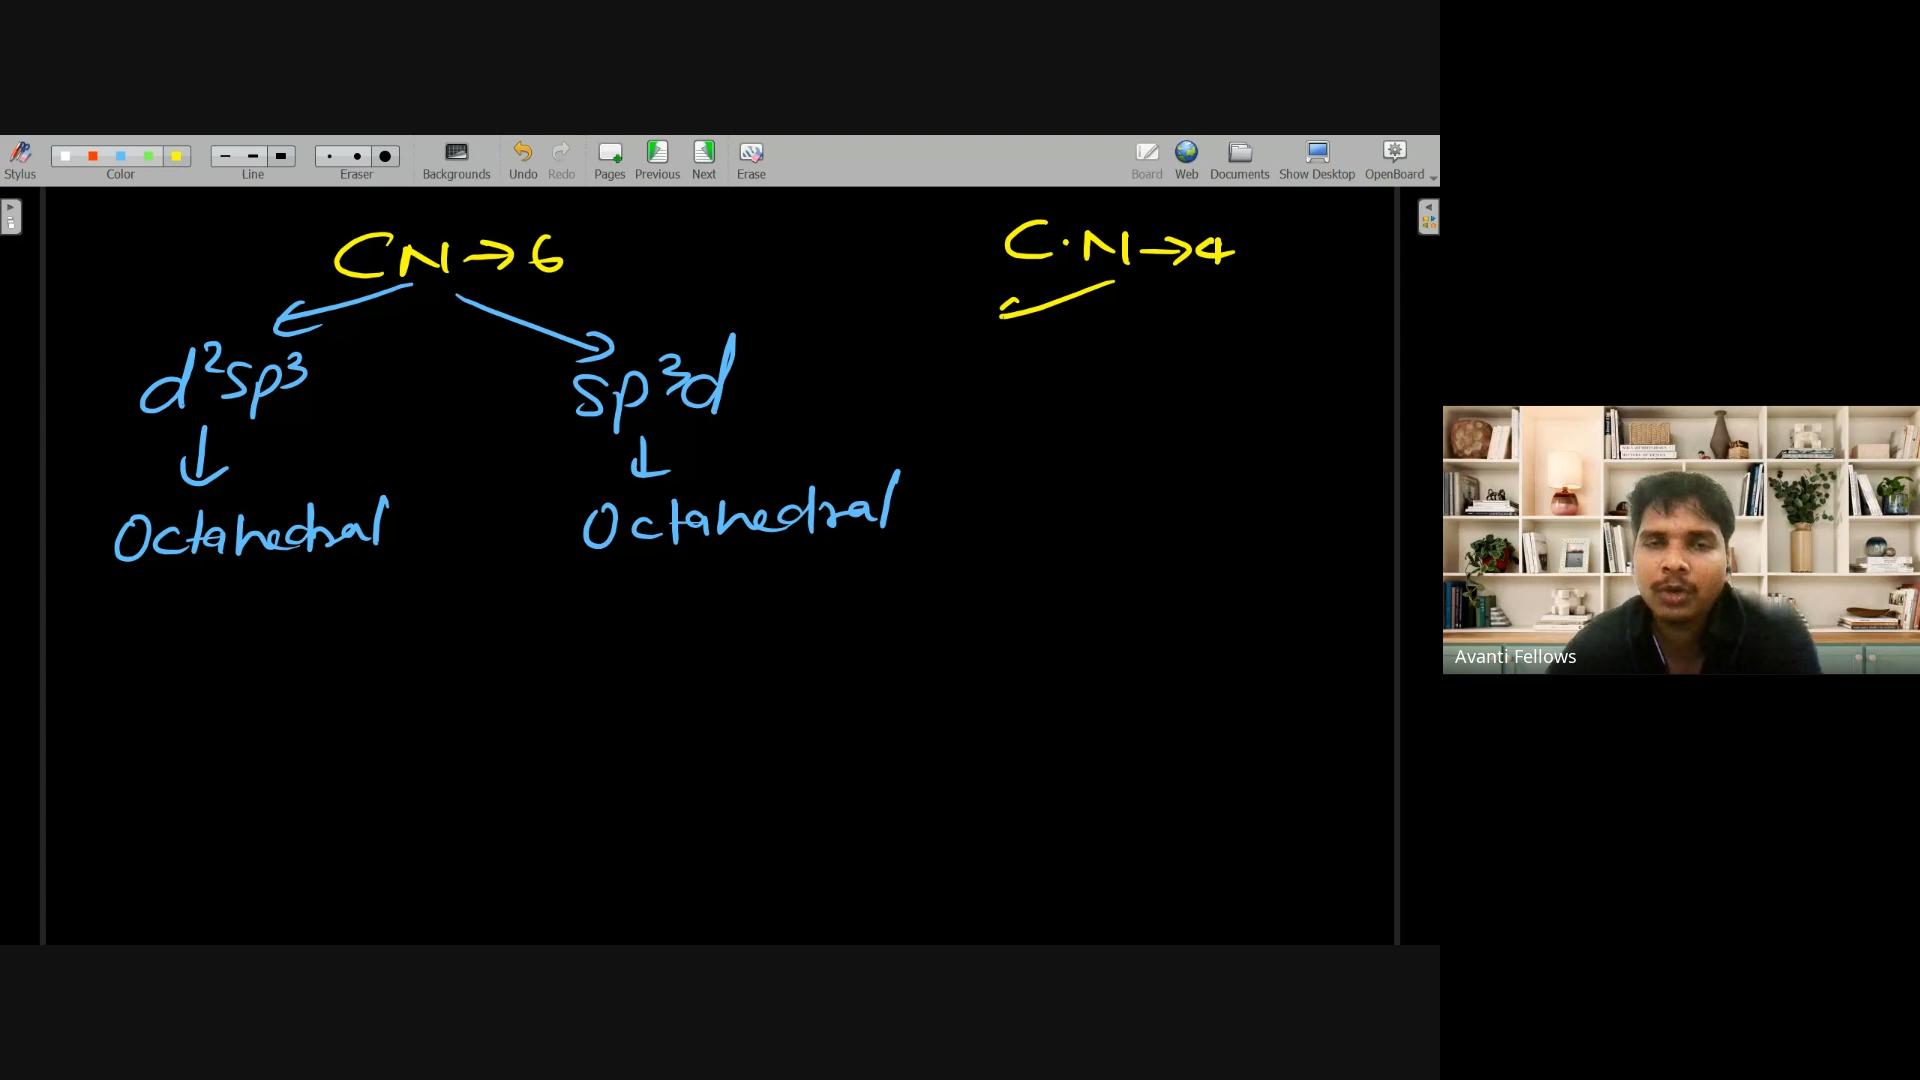 Stylus Color Line Eraser Backgrounds Undo Redo Pages Previous Next Erase Board Web Documents Show Desktop OpenBoard
CN→6
C·N→4
d²sp³
sp³d
Octahedral
Octahedral
Avanti Fellows